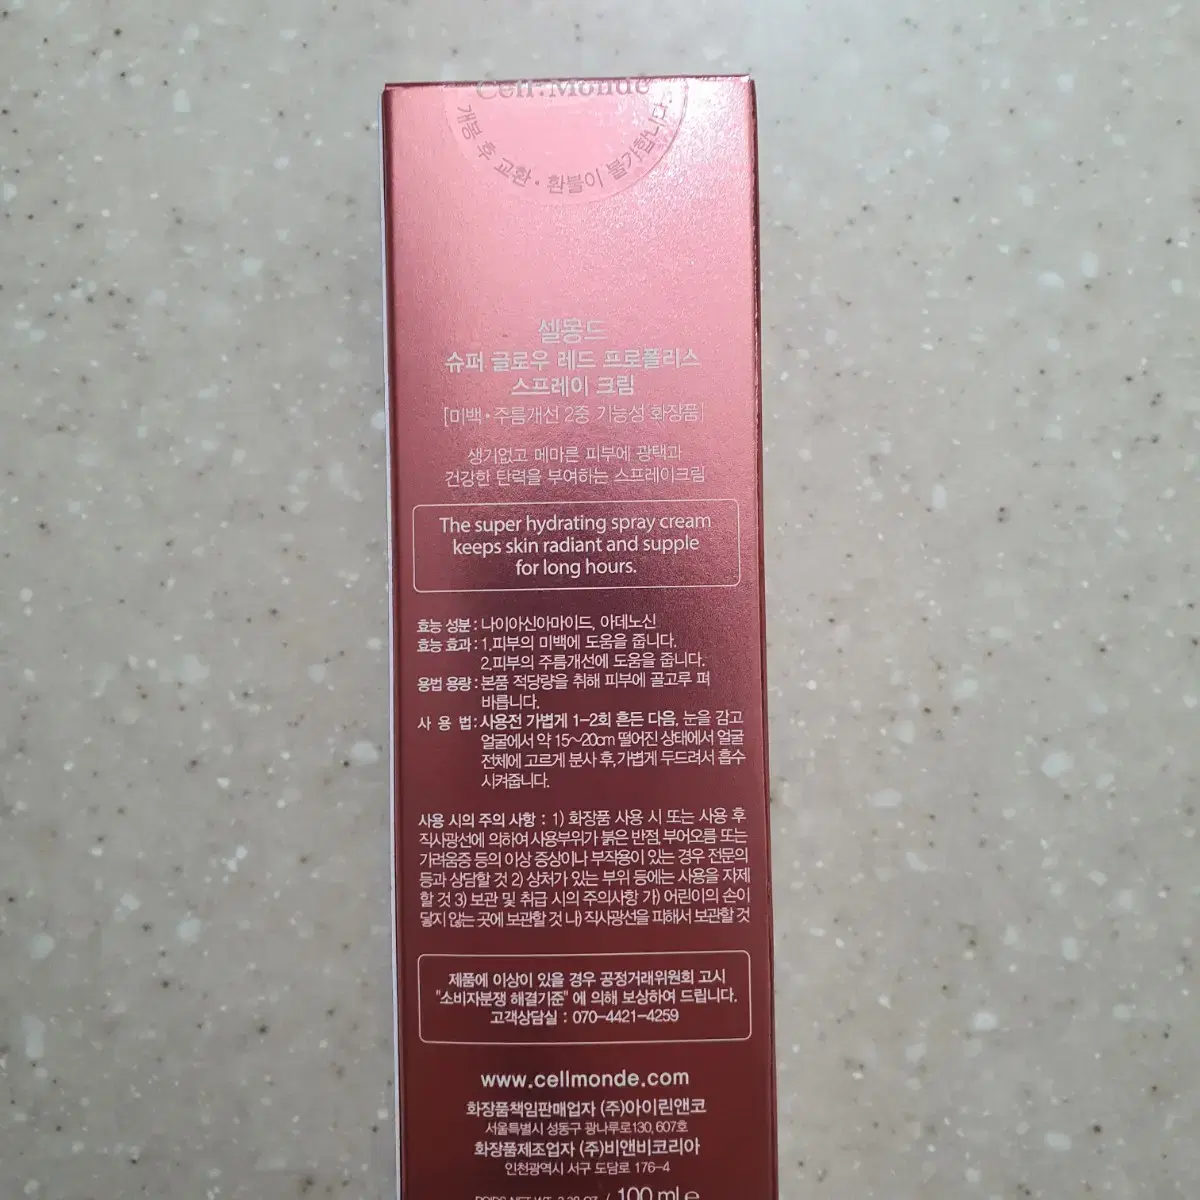 Cell:Monde
개봉 후 교환·환불이 불가합니다.
셀몽드
슈퍼 글로우 레드 프로폴리스
스프레이 크림
[미백·주름개선 2중 기능성 화장품]
생기없고 메마른 피부에 광택과
건강한 탄력을 부여하는 스프레이크림
The super hydrating spray cream
keeps skin radiant and supple
for long hours.
효능 성분 : 나이아신아마이드, 아데노신
효능 효과 : 1.피부의 미백에 도움을 줍니다.
2.피부의 주름개선에 도움을 줍니다.
용법 용량 : 본품 적당량을 취해 피부에 골고루 펴
바릅니다.
사 용 법 : 사용전 가볍게 1-2회 흔든 다음, 눈을 감고
얼굴에서 약 15~20cm 떨어진 상태에서 얼굴
전체에 고르게 분사 후, 가볍게 두드려서 흡수
시켜줍니다.
사용 시의 주의 사항 : 1) 화장품 사용 시 또는 사용 후
직사광선에 의하여 사용부위가 붉은 반점, 부어오름 또는
가려움증 등의 이상 증상이나 부작용이 있는 경우 전문의
등과 상담할 것 2) 상처가 있는 부위 등에는 사용을 자제
할 것 3) 보관 및 취급 시의 주의사항 가) 어린이의 손이
닿지 않는 곳에 보관할 것 나) 직사광선을 피해서 보관할 것
제품에 이상이 있을 경우 공정거래위원회 고시
"소비자분쟁 해결기준" 에 의해 보상하여 드립니다.
고객상담실 : 070-4421-4259
www.cellmonde.com
화장품책임판매업자 (주)아이린앤코
서울특별시 성동구 광나루로 130, 607호
화장품제조업자 (주)비앤비코리아
인천광역시 서구 도담로 176-4
POIDS NET WT. 3.38 OZ / 100 ml e